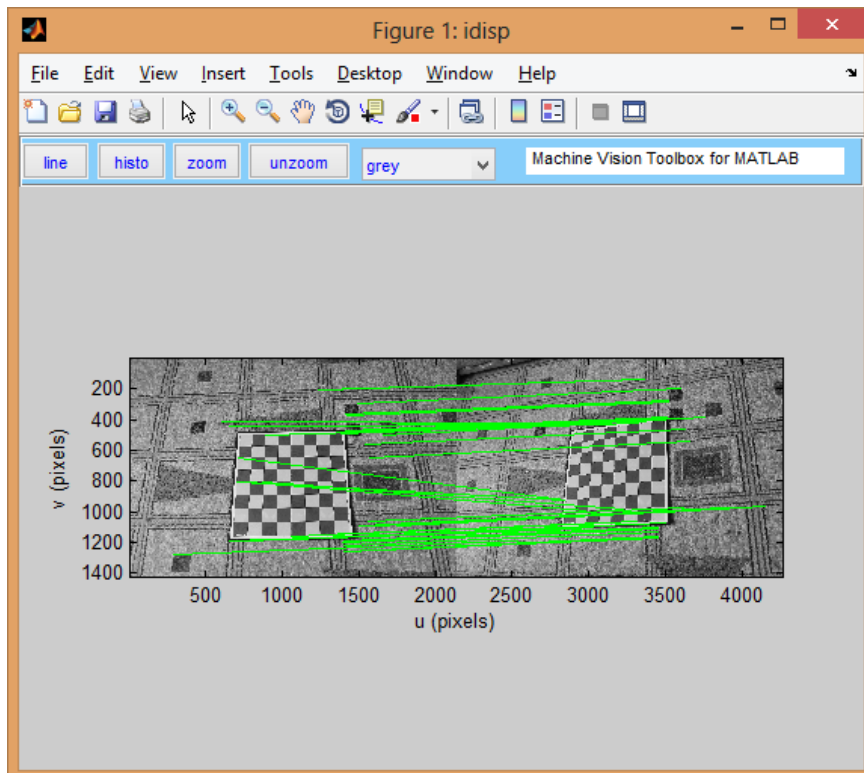 Figure 1: idisp
File Edit View Insert Tools Desktop Window Help
line histo zoom unzoom grey Machine Vision Toolbox for MATLAB
200
400
600
800
1000
1200
1400
v (pixels)
500 1000 1500 2000 2500 3000 3500 4000
u (pixels)